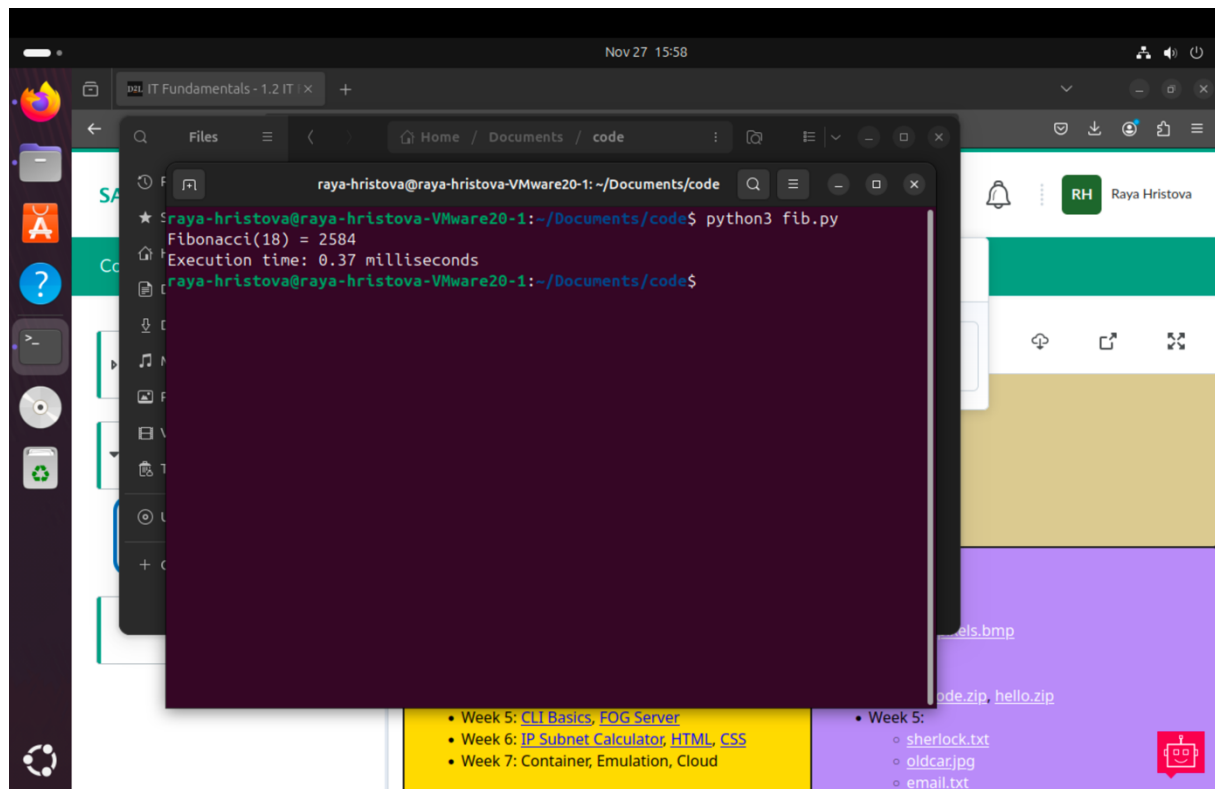 Nov 27 15:58
D2L IT Fundamentals - 1.2 IT
Files
Home / Documents / code
raya-hristova@raya-hristova-VMware20-1: ~/Documents/code
RH Raya Hristova
raya-hristova@raya-hristova-VMware20-1:~/Documents/code$ python3 fib.py
Fibonacci(18) = 2584
Execution time: 0.37 milliseconds
raya-hristova@raya-hristova-VMware20-1:~/Documents/code$
els.bmp
ode.zip, hello.zip
• Week 5: CLI Basics, FOG Server
• Week 6: IP Subnet Calculator, HTML, CSS
• Week 7: Container, Emulation, Cloud
• Week 5:
sherlock.txt
oldcar.jpg
email.txt